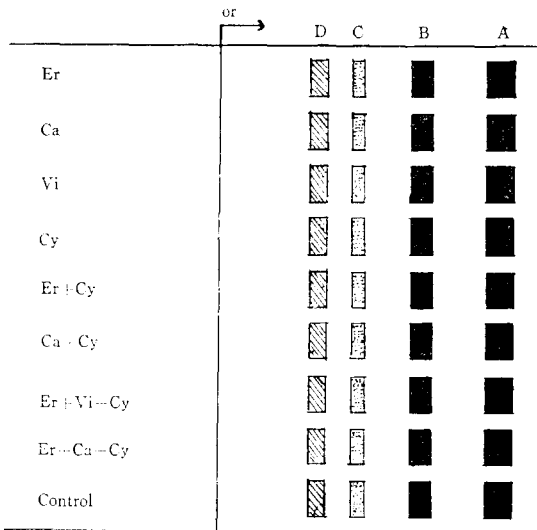 or
D C B A
Er
Ca
Vi
Cy
Er+Cy
Ca-Cy
Er+Vi-Cy
Er-Ca-Cy
Control